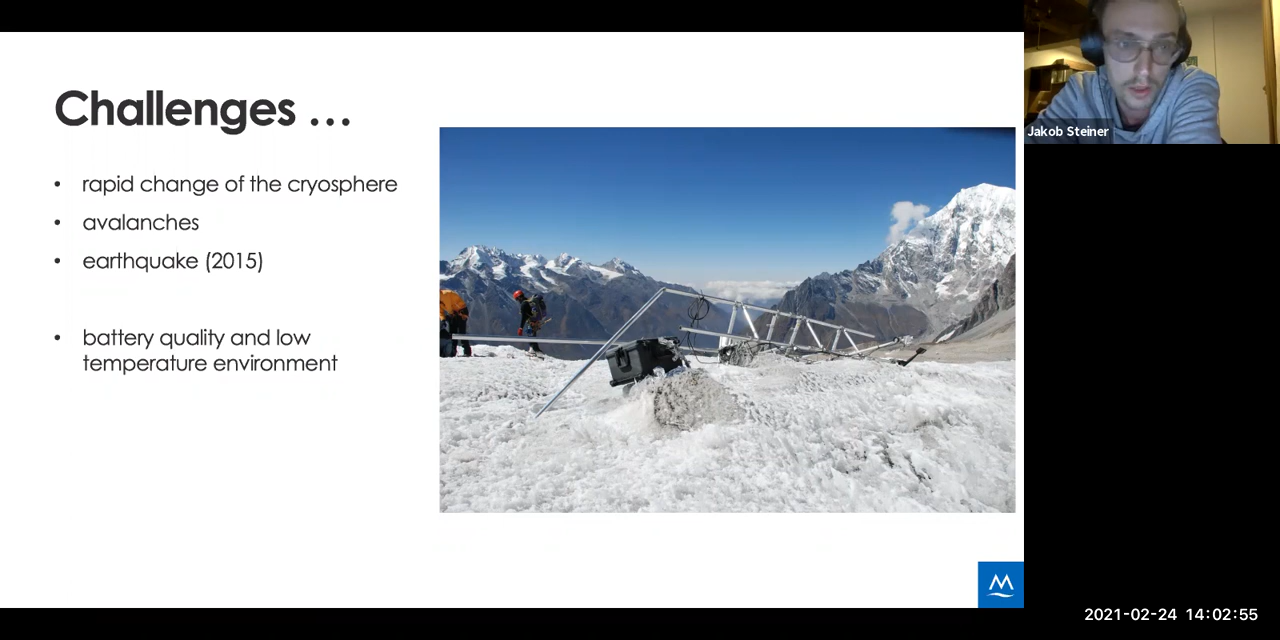 Challenges …
• rapid change of the cryosphere
• avalanches
• earthquake (2015)
• battery quality and low
temperature environment
Jakob Steiner
2021-02-24 14:02:55